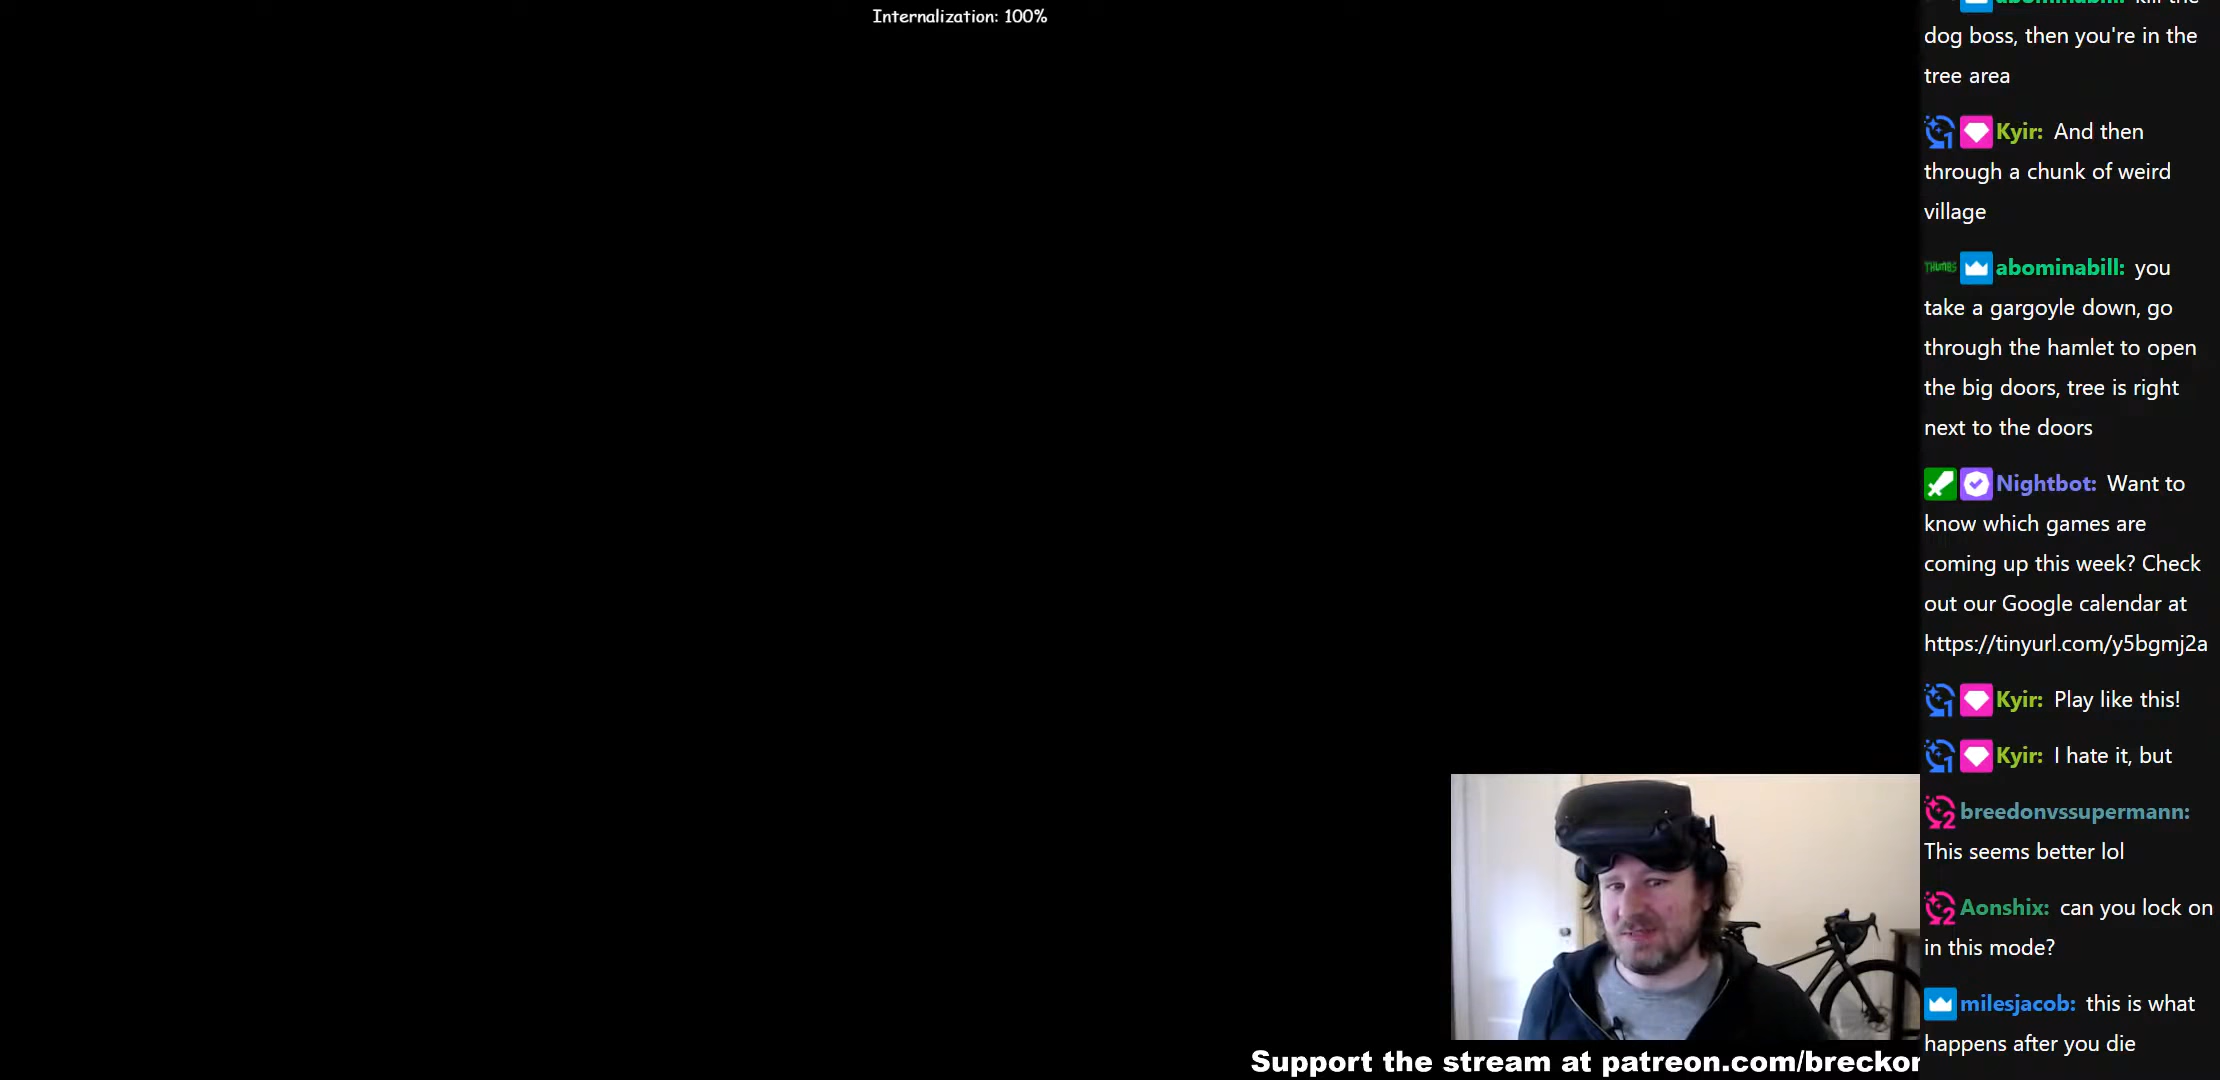 Internalization: 100%
abominabill: kill the
dog boss, then you're in the
tree area
Kyir: And then
through a chunk of weird
village
THUMBS abominabill: you
take a gargoyle down, go
through the hamlet to open
the big doors, tree is right
next to the doors
Nightbot: Want to
know which games are
coming up this week? Check
out our Google calendar at
https://tinyurl.com/y5bgmj2a
Kyir: Play like this!
Kyir: I hate it, but
breedonvssupermann:
This seems better lol
Aonshix: can you lock on
in this mode?
milesjacob: this is what
happens after you die
Support the stream at patreon.com/breckor